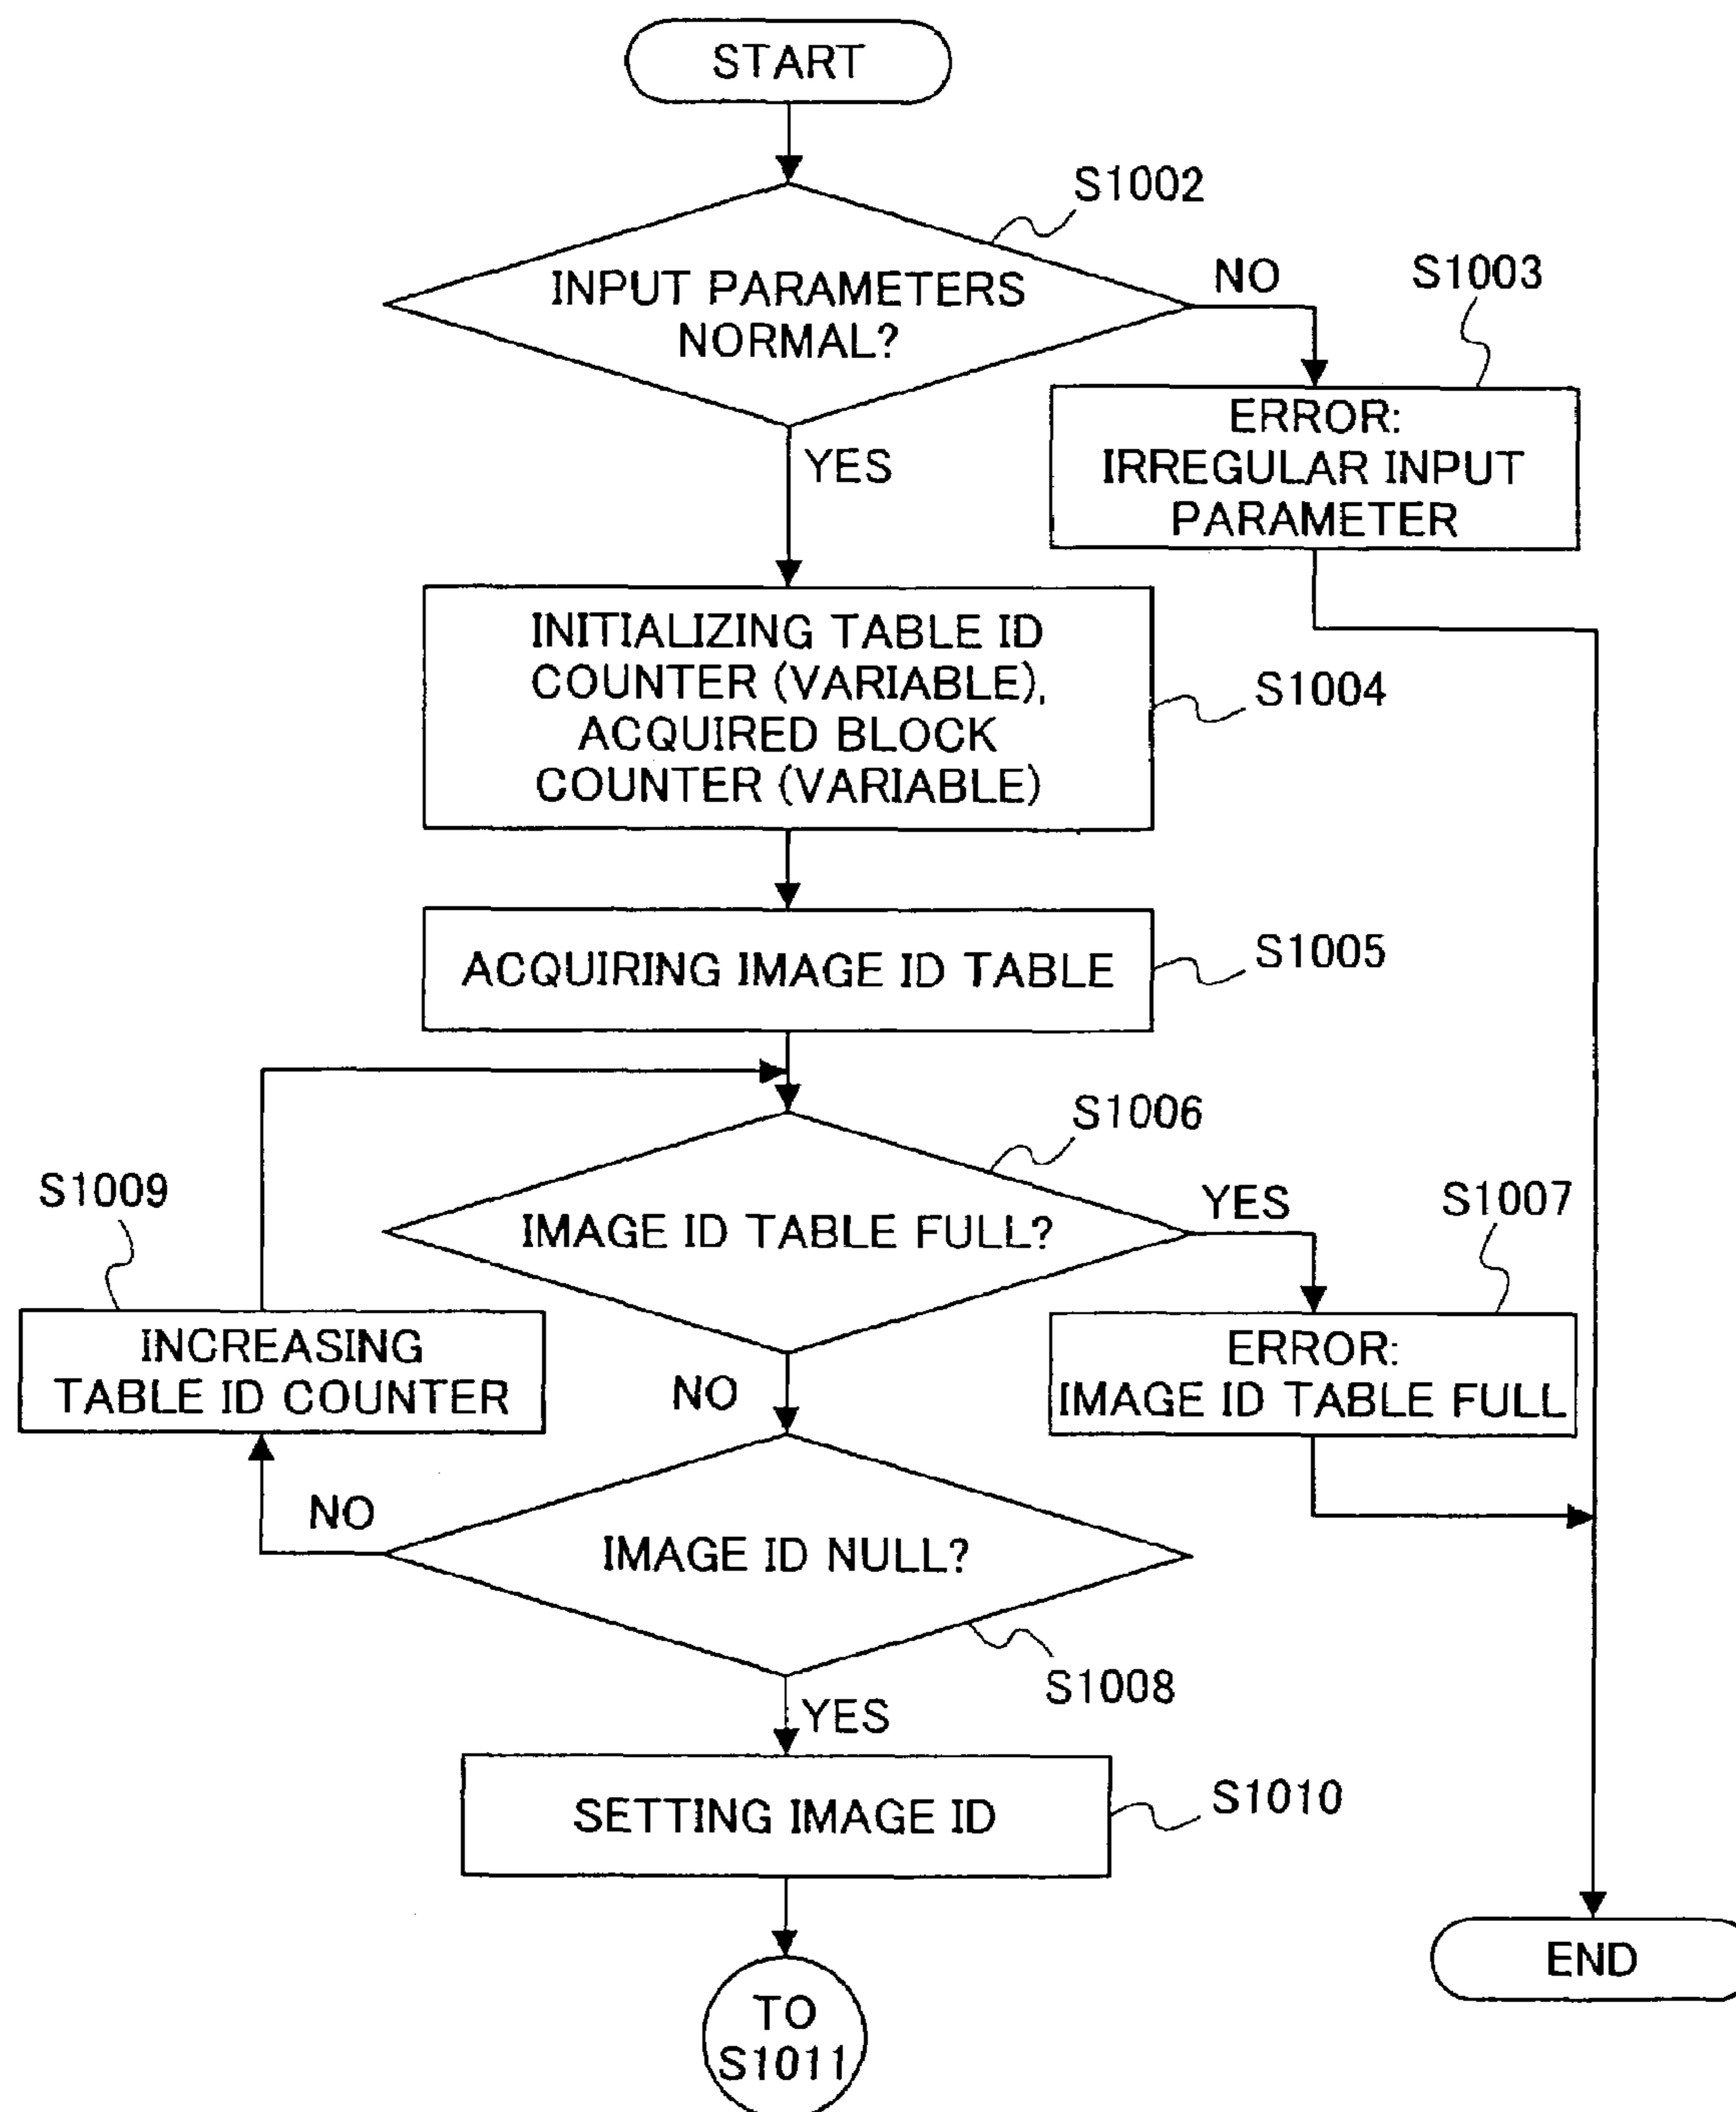 START
S1002
INPUT PARAMETERS
NORMAL?
NO
S1003
ERROR:
IRREGULAR INPUT
PARAMETER
YES
INITIALIZING TABLE ID
COUNTER (VARIABLE),
ACQUIRED BLOCK
COUNTER (VARIABLE)
S1004
ACQUIRING IMAGE ID TABLE
S1005
S1006
IMAGE ID TABLE FULL?
YES
S1007
ERROR:
IMAGE ID TABLE FULL
S1009
INCREASING
TABLE ID COUNTER
NO
NO
IMAGE ID NULL?
S1008
YES
SETTING IMAGE ID
S1010
TO
S1011
END